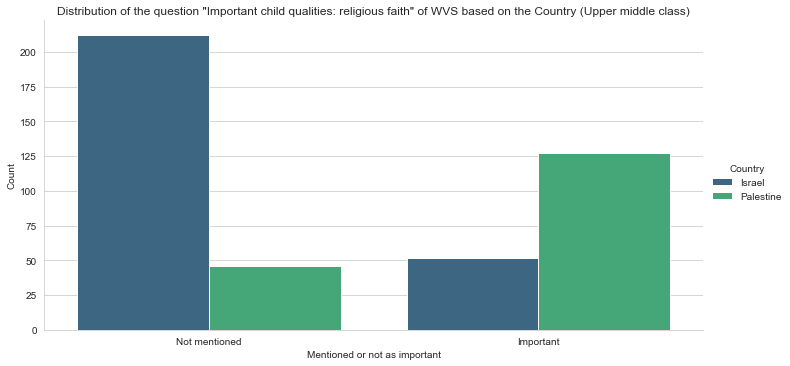 Distribution of the question "Important child qualities: religious faith" of WVS based on the Country (Upper middle class)
200
175
150
125
100
75
50
25
0
Count
Not mentioned
Important
Mentioned or not as important
Country
Israel
Palestine